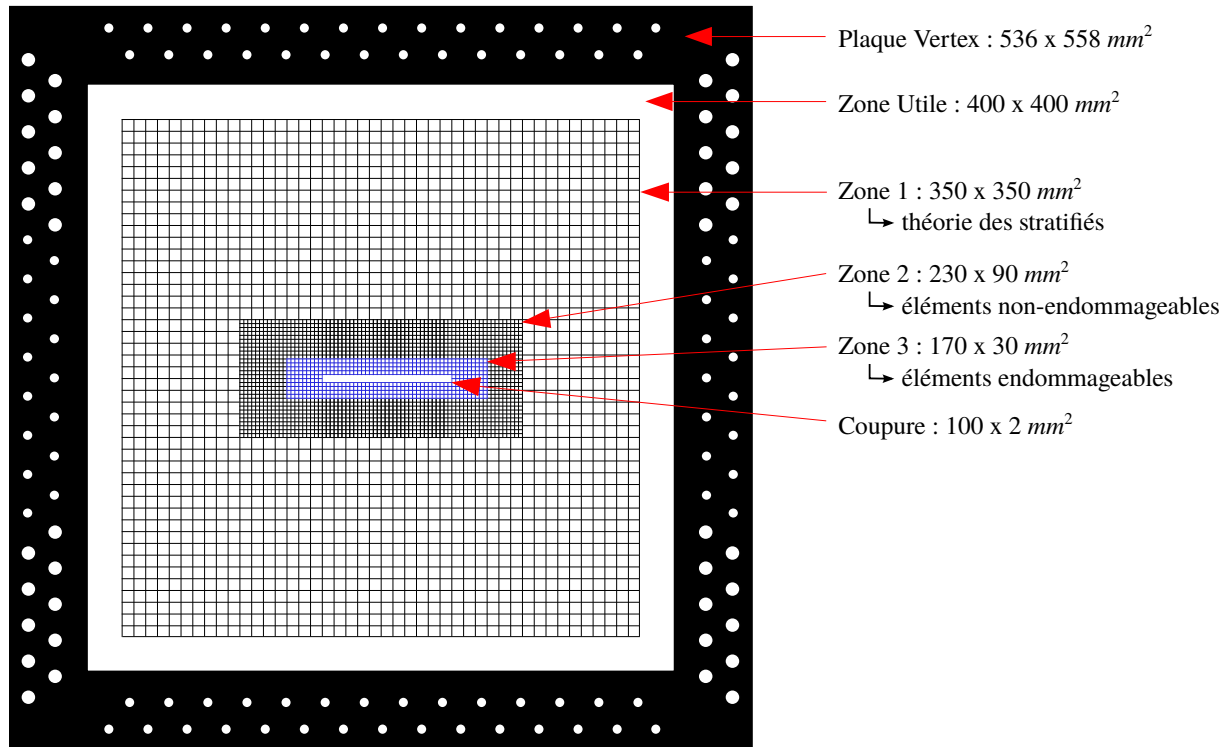 Plaque Vertex : 536 x 558 mm²
Zone Utile : 400 x 400 mm²
Zone 1 : 350 x 350 mm²
théorie des stratifiés
Zone 2 : 230 x 90 mm²
éléments non-endommageables
Zone 3 : 170 x 30 mm²
éléments endommageables
Coupure : 100 x 2 mm²